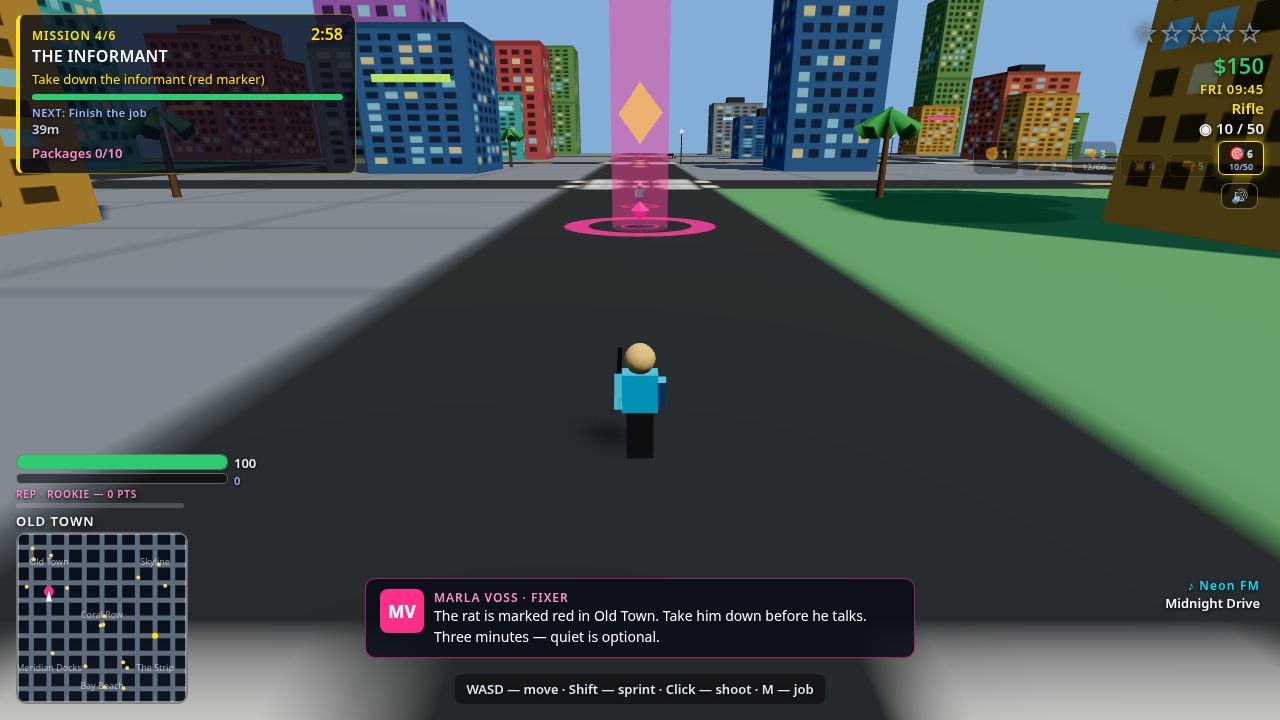 MISSION 4/6
2:58
THE INFORMANT
Take down the informant (red marker)
NEXT: Finish the job
39m
Packages 0/10
$150
FRI 09:45
Rifle
10 / 50
1
2
3
12/60
4
5
6
10/50
100
0
REP · ROOKIE — 0 PTS
OLD TOWN
Old Town
Skyline
Coral Row
Meridian Docks
The Strip
Bay Beach
MV
MARLA VOSS · FIXER
The rat is marked red in Old Town. Take him down before he talks.
Three minutes — quiet is optional.
♪ Neon FM
Midnight Drive
WASD — move · Shift — sprint · Click — shoot · M — job